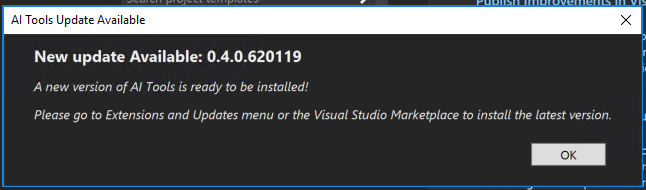 Search project templates
Publish Improvements in Vis
AI Tools Update Available
New update Available: 0.4.0.620119
A new version of AI Tools is ready to be installed!
Please go to Extensions and Updates menu or the Visual Studio Marketplace to install the latest version.
OK